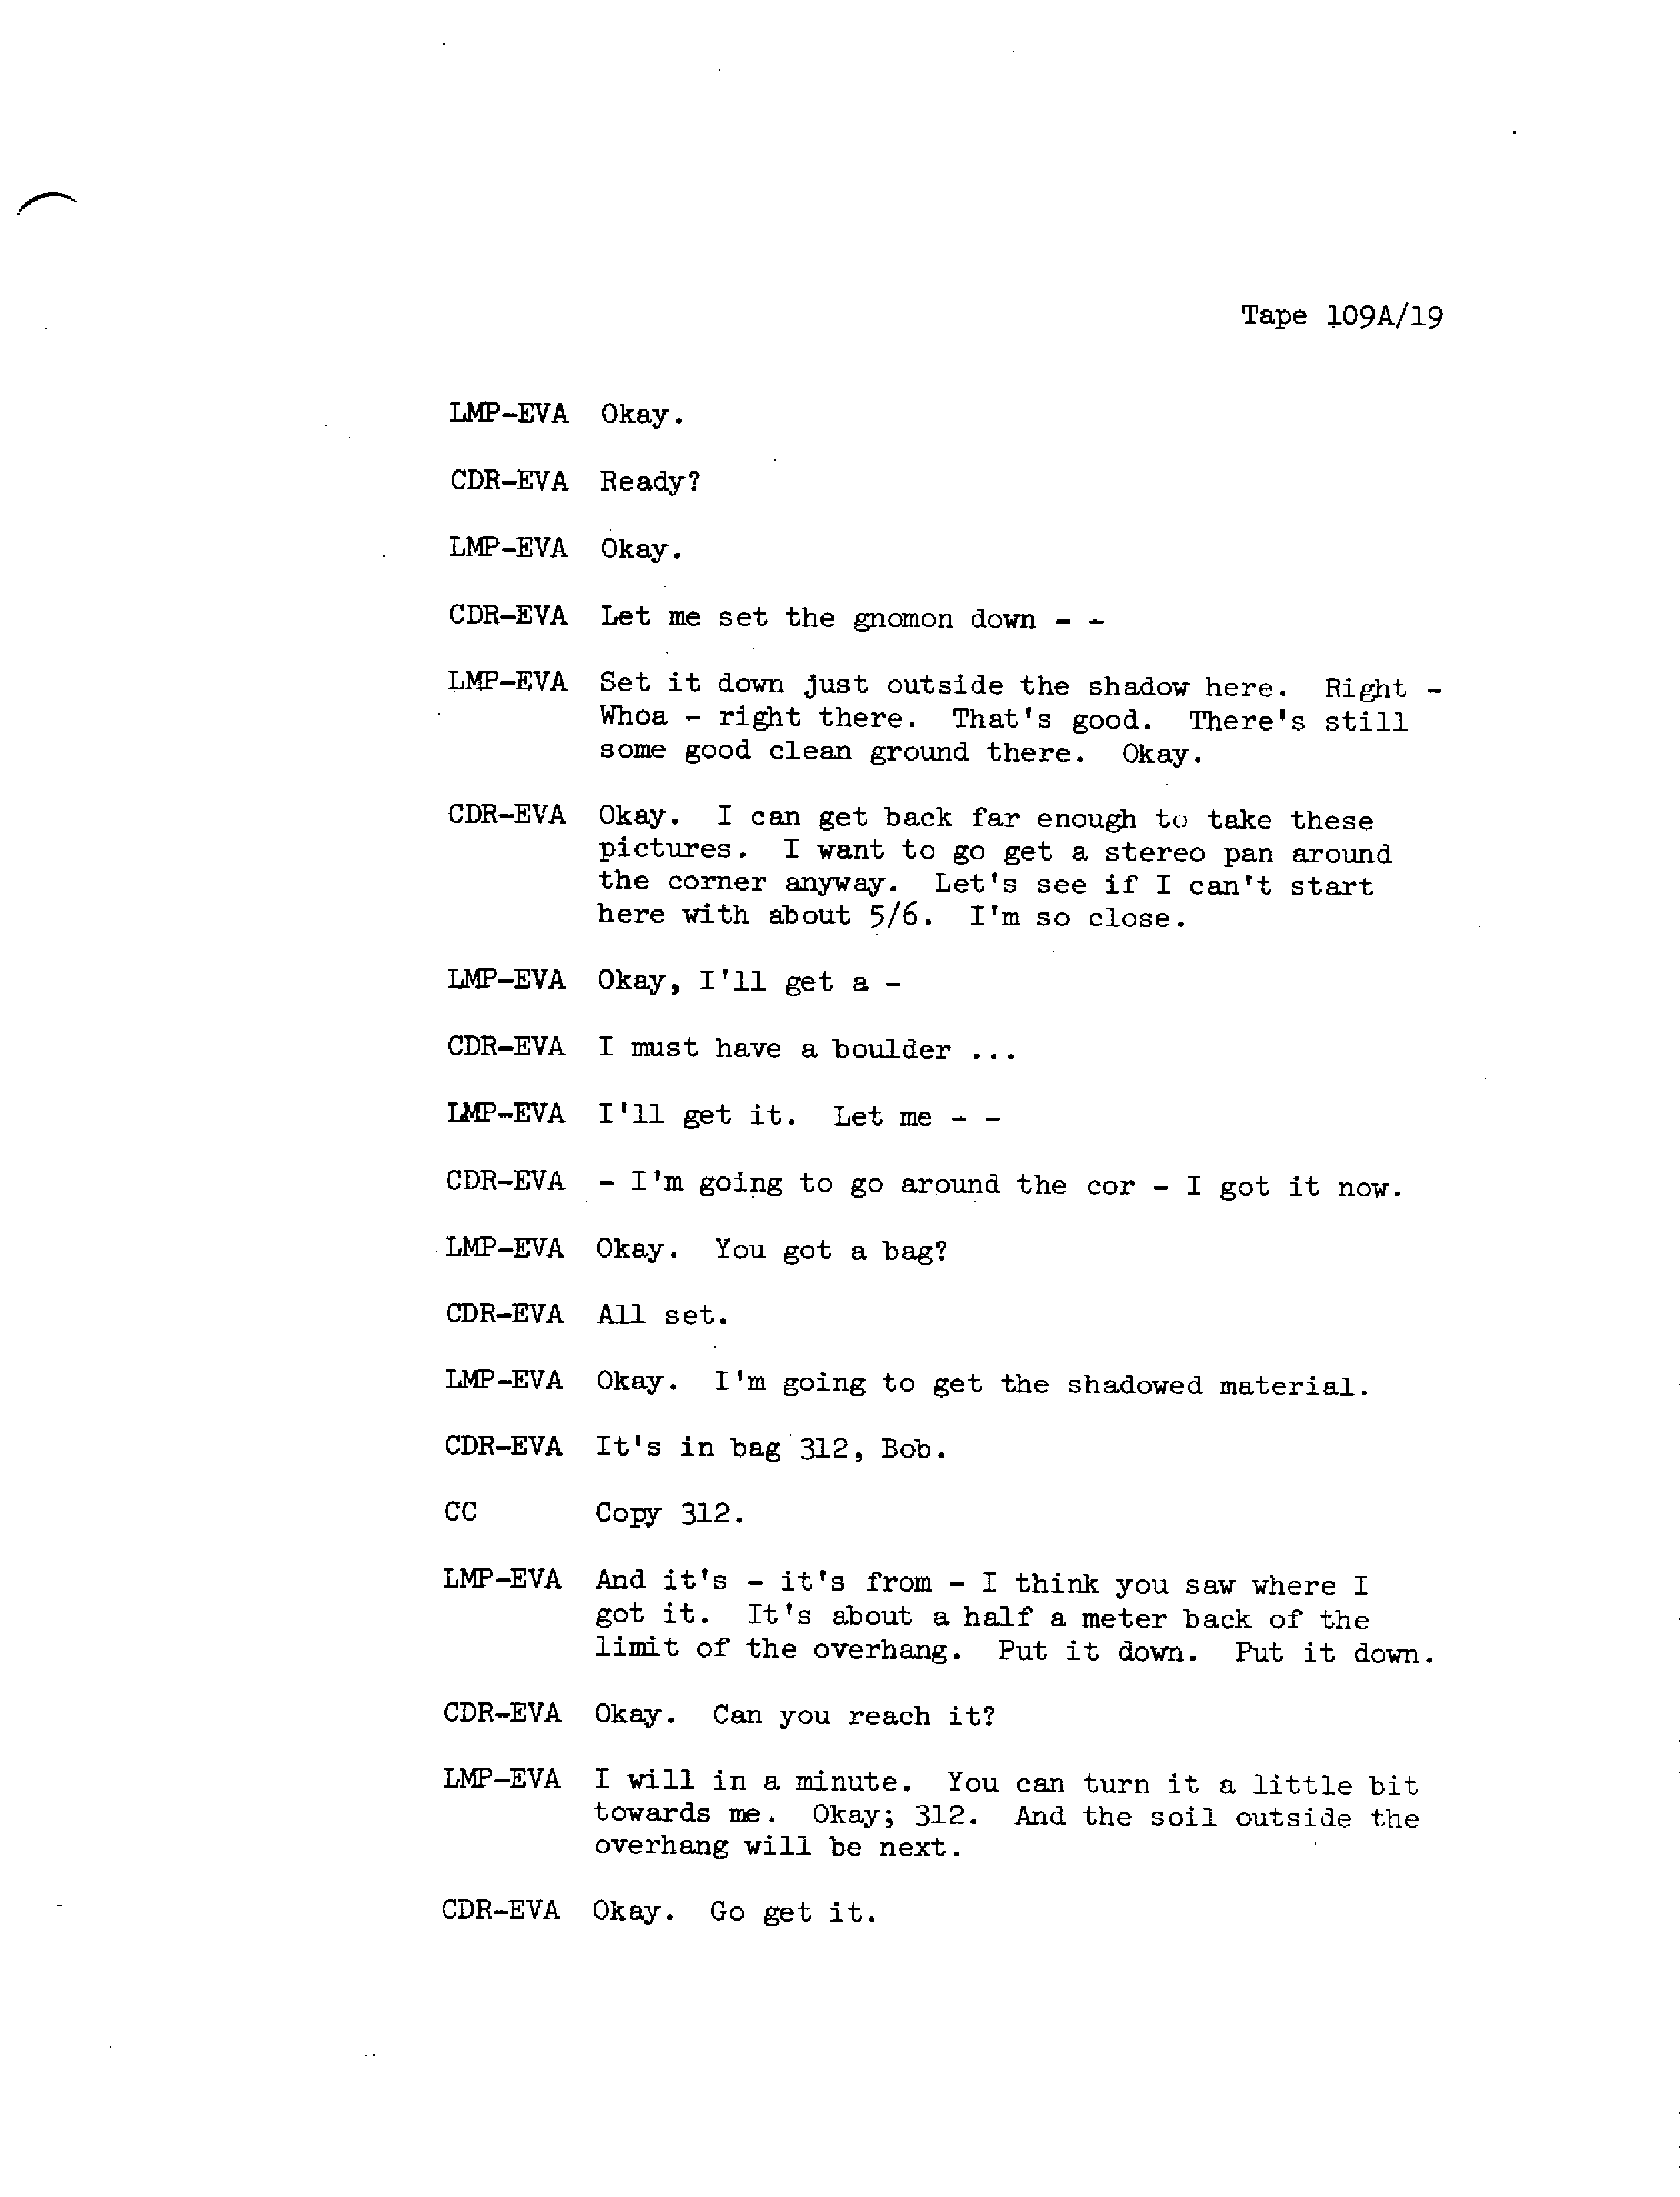 Tape 109A/19
LMP-EVA Okay.
CDR-EVA Ready?
LMP-EVA Okay.
CDR-EVA Let me set the gnomon down - -
LMP-EVA Set it down just outside the shadow here. Right -
Whoa - right there. That's good. There's still
some good clean ground there. Okay.
CDR-EVA Okay. I can get back far enough to take these
pictures. I want to go get a stereo pan around
the corner anyway. Let's see if I can't start
here with about 5/6. I'm so close.
LMP-EVA Okay, I'll get a -
CDR-EVA I must have a boulder ...
LMP-EVA I'll get it. Let me - -
CDR-EVA - I'm going to go around the cor - I got it now.
LMP-EVA Okay. You got a bag?
CDR-EVA All set.
LMP-EVA Okay. I'm going to get the shadowed material.
CDR-EVA It's in bag 312, Bob.
CC Copy 312.
LMP-EVA And it's - it's from - I think you saw where I
got it. It's about a half a meter back of the
limit of the overhang. Put it down. Put it down.
CDR-EVA Okay. Can you reach it?
LMP-EVA I will in a minute. You can turn it a little bit
towards me. Okay; 312. And the soil outside the
overhang will be next.
CDR-EVA Okay. Go get it.